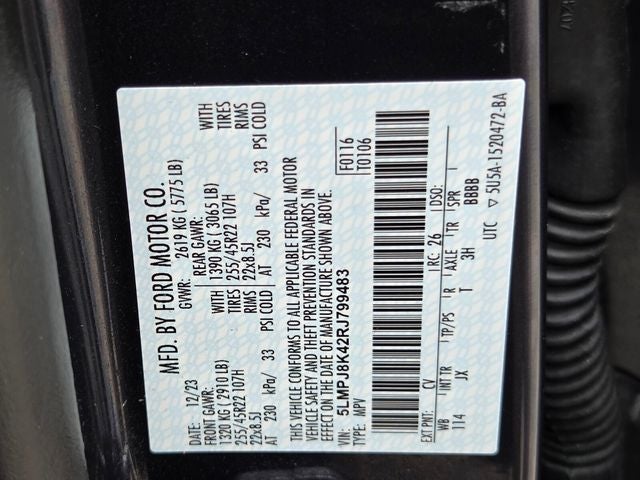 MFD. BY FORD MOTOR CO.
DATE: 12/23 GVWR: 2619 KG ( 5775 LB)
FRONT GAWR: REAR GAWR:
1320 KG ( 2910 LB) WITH 1390 KG ( 3065 LB) WITH
255/45R22 107H TIRES 255/45R22 107H TIRES
22x8.5J RIMS 22x8.5J RIMS
AT 230 kPa/ 33 PSI COLD AT 230 kPa/ 33 PSI COLD
THIS VEHICLE CONFORMS TO ALL APPLICABLE FEDERAL MOTOR
VEHICLE SAFETY AND THEFT PREVENTION STANDARDS IN
EFFECT ON THE DATE OF MANUFACTURE SHOWN ABOVE.
VIN: 5LMPJ8K42RJ799483 F0116
TYPE: MPV T0106
EXT PNT: CV RC: 26 DSO:
WB INT TR TP/PS R AXLE TR SPR
114 JX T 3H BBBB
UTC ▽ 5U5A-1520472-BA